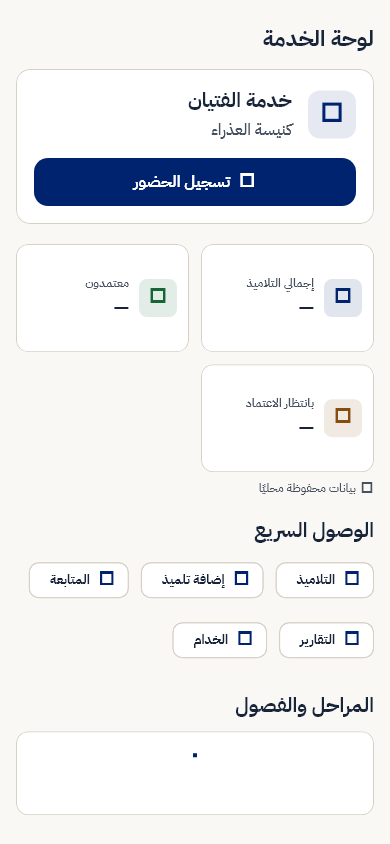 لوحة الخدمة
خدمة الفتيان
كنيسة العذراء
تسجيل الحضور
إجمالي التلاميذ
—
معتمدون
—
بانتظار الاعتماد
—
بيانات محفوظة محليًا
الوصول السريع
التلاميذ
إضافة تلميذ
المتابعة
التقارير
الخدام
المراحل والفصول